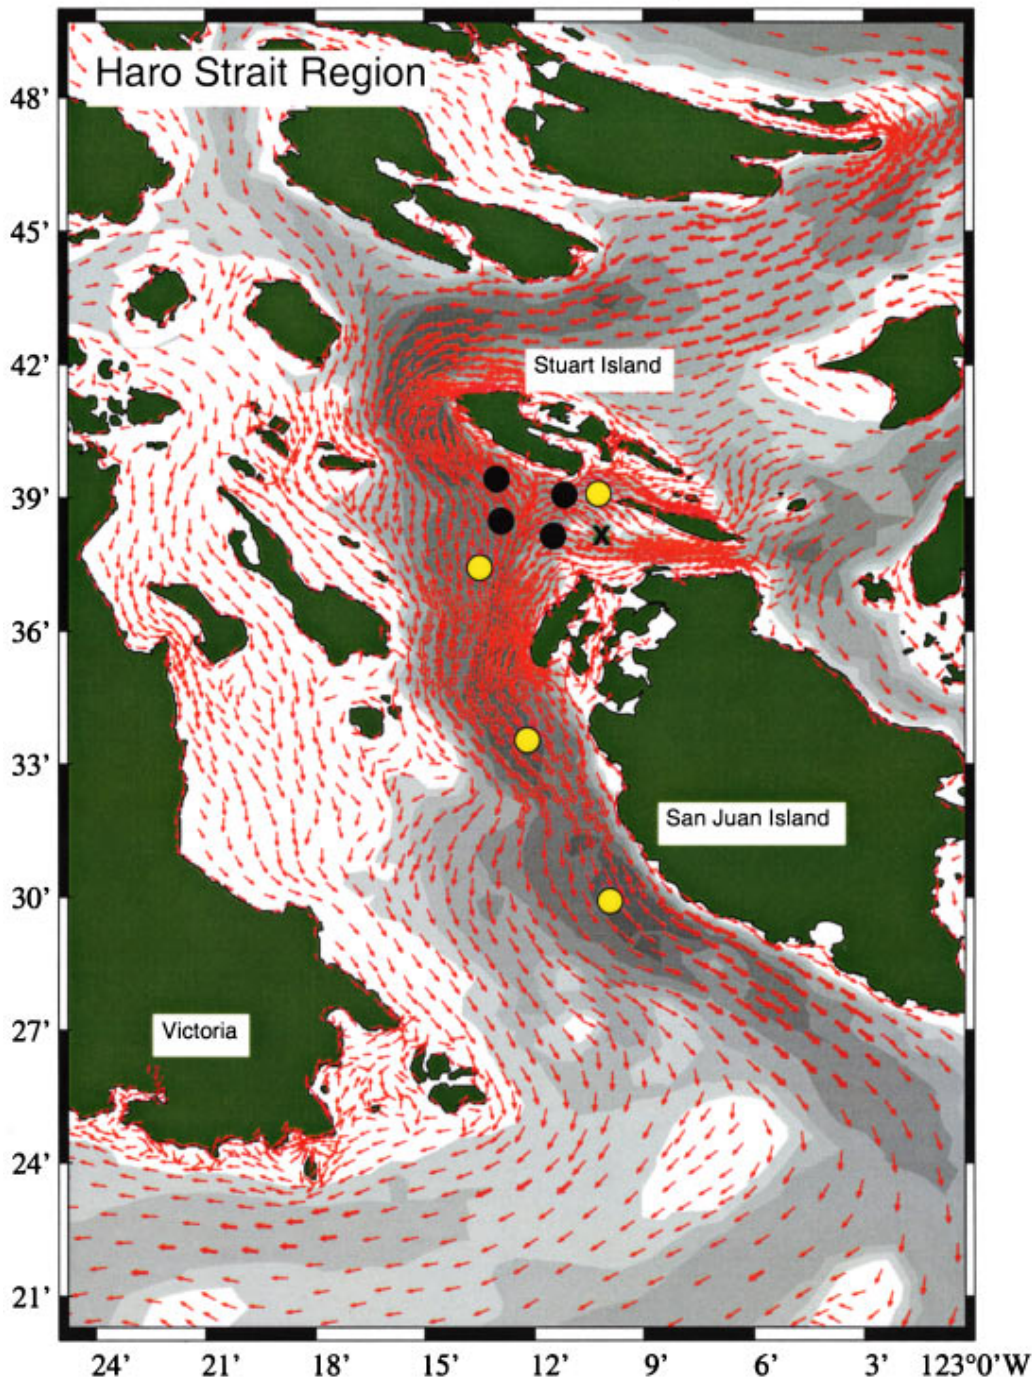 Haro Strait Region
48’
45’
42’
39’
36’
33’
30’
27’
24’
21’
Stuart Island
x
San Juan Island
Victoria
24’ 21’ 18’ 15’ 12’ 9’ 6’ 3’ 123°0’W